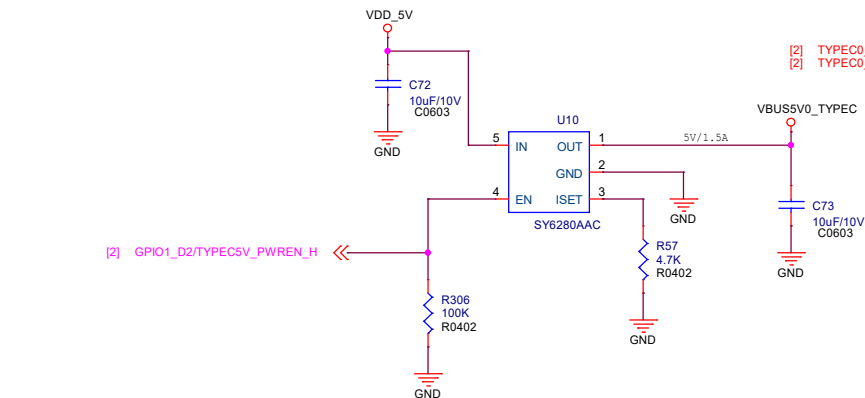 VDD_5V
[2] TYPEC0_
[2] TYPEC0_
C72
10uF/10V
C0603
GND
VBUS5V0_TYPEC
U10
5 IN OUT 1
5V/1.5A
GND 2
4 EN ISET 3
SY6280AAC
GND
C73
10uF/10V
C0603
GND
[2] GPIO1_D2/TYPEC5V_PWREN_H
R57
4.7K
R0402
GND
R306
100K
R0402
GND